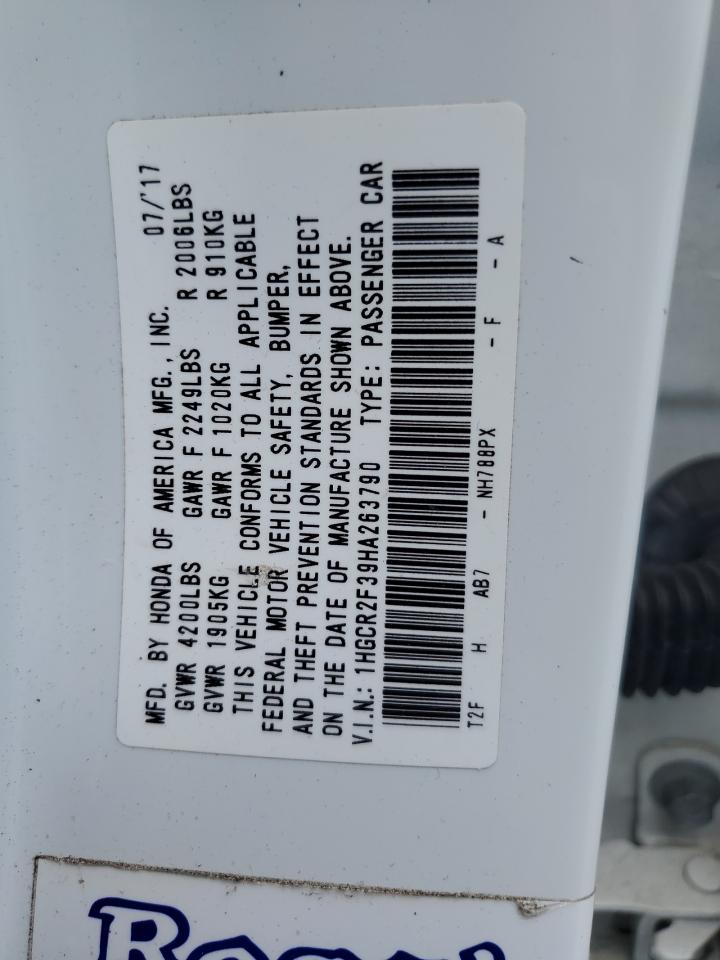 MFD. BY HONDA OF AMERICA MFG., INC. 07/'17
GVWR 4200LBS GAWR F 2249LBS R 2006LBS
GVWR 1905KG GAWR F 1020KG R 910KG
THIS VEHICLE CONFORMS TO ALL APPLICABLE
FEDERAL MOTOR VEHICLE SAFETY, BUMPER,
AND THEFT PREVENTION STANDARDS IN EFFECT
ON THE DATE OF MANUFACTURE SHOWN ABOVE.
V.I.N.: 1HGCR2F39HA263790 TYPE: PASSENGER CAR
T2F H AB7 - NH788PX - F - A